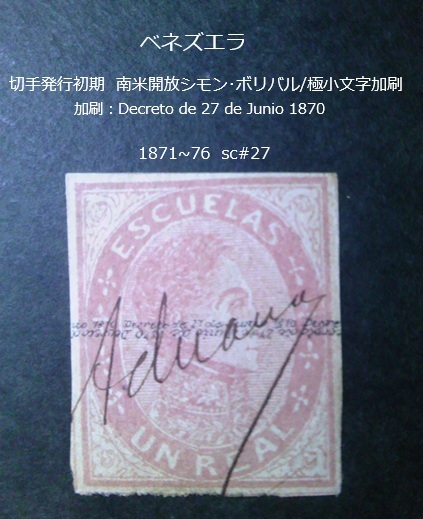 ベネズエラ
切手発行初期 南米開放シモン･ボリバル/極小文字加刷
加刷：Decreto de 27 de Junio 1870
1871~76 sc#27
ESCUELAS
Aduana
UN REAL